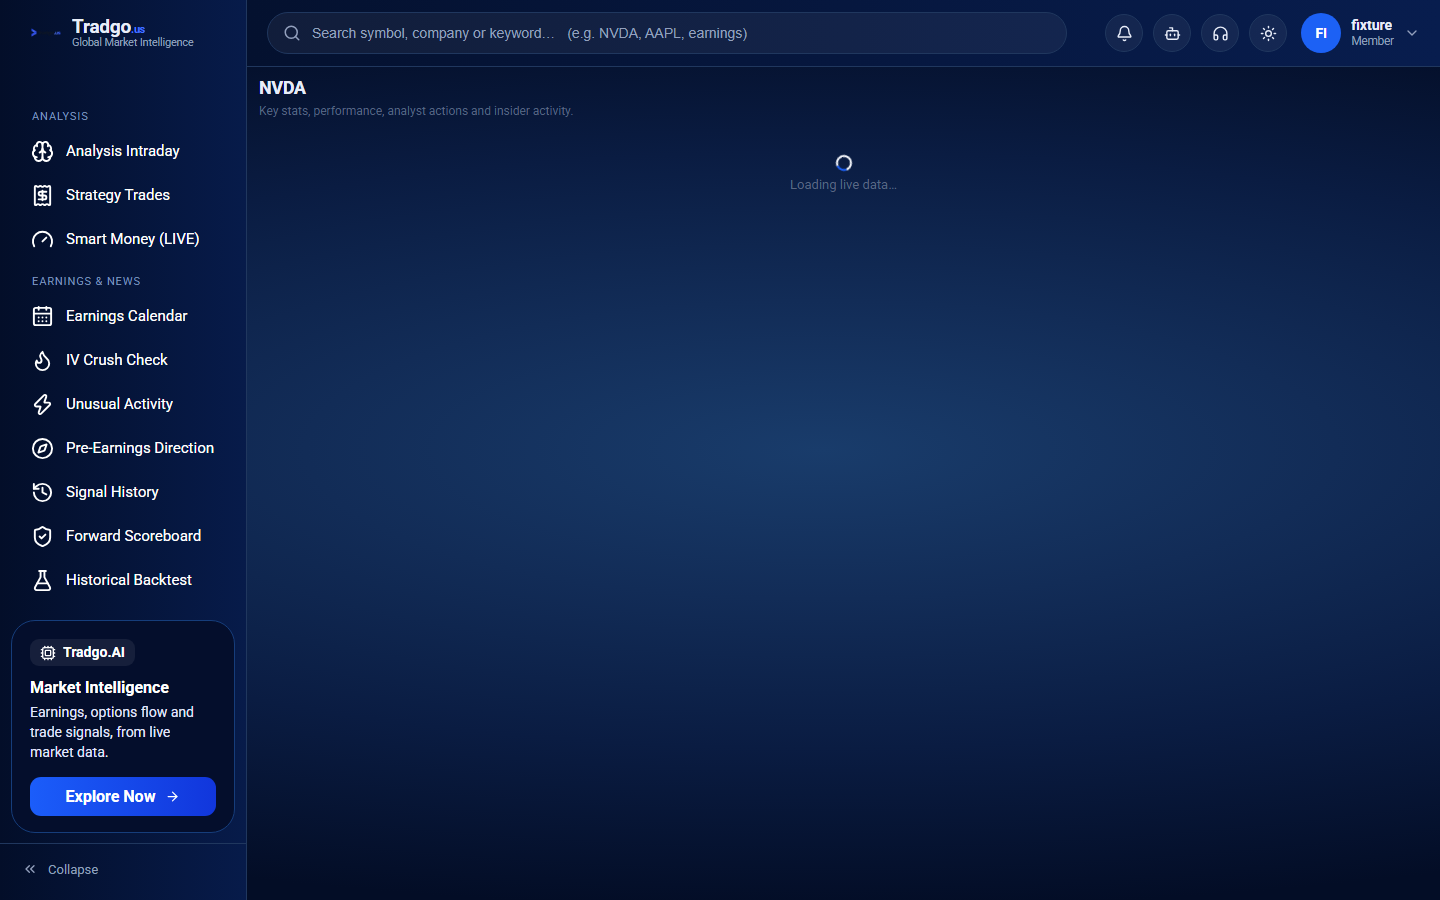 Tradgo.us
Global Market Intelligence
Search symbol, company or keyword... (e.g. NVDA, AAPL, earnings)
FI
fixture
Member
NVDA
Key stats, performance, analyst actions and insider activity.
Loading live data...
ANALYSIS
Analysis Intraday
Strategy Trades
Smart Money (LIVE)
EARNINGS & NEWS
Earnings Calendar
IV Crush Check
Unusual Activity
Pre-Earnings Direction
Signal History
Forward Scoreboard
Historical Backtest
Tradgo.AI
Market Intelligence
Earnings, options flow and
trade signals, from live
market data.
Explore Now
Collapse